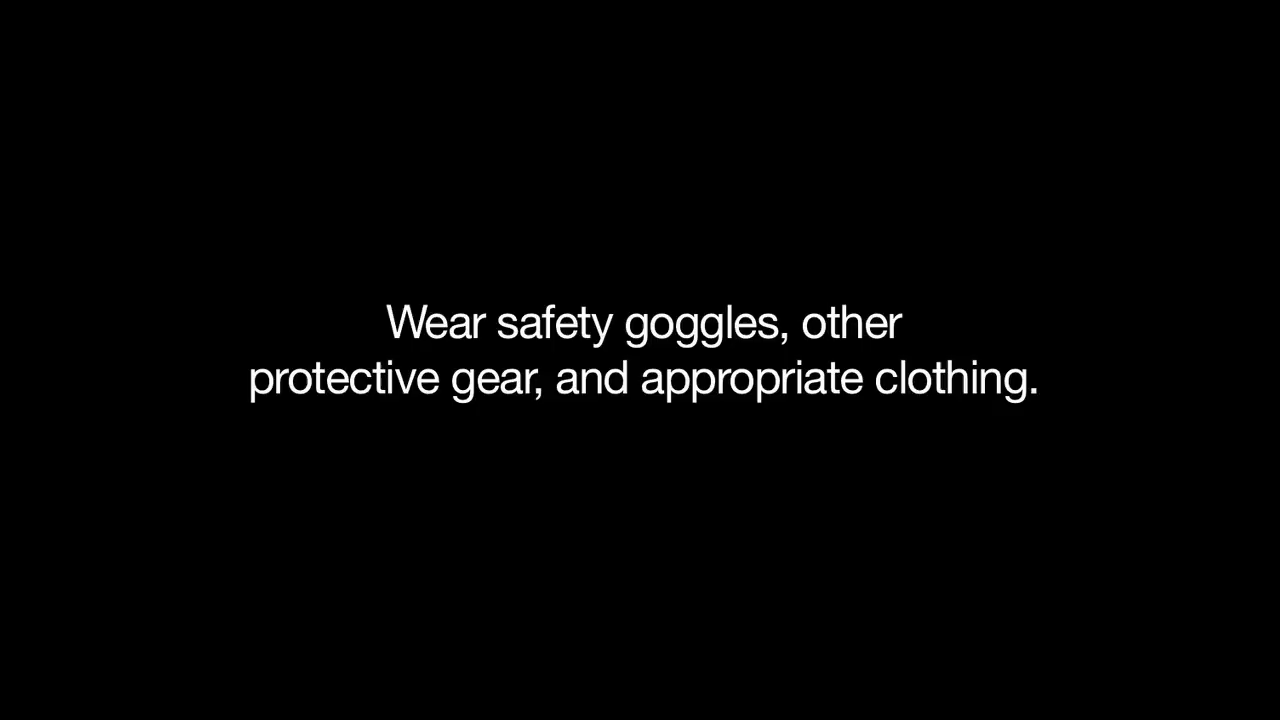 Wear safety goggles, other
protective gear, and appropriate clothing.